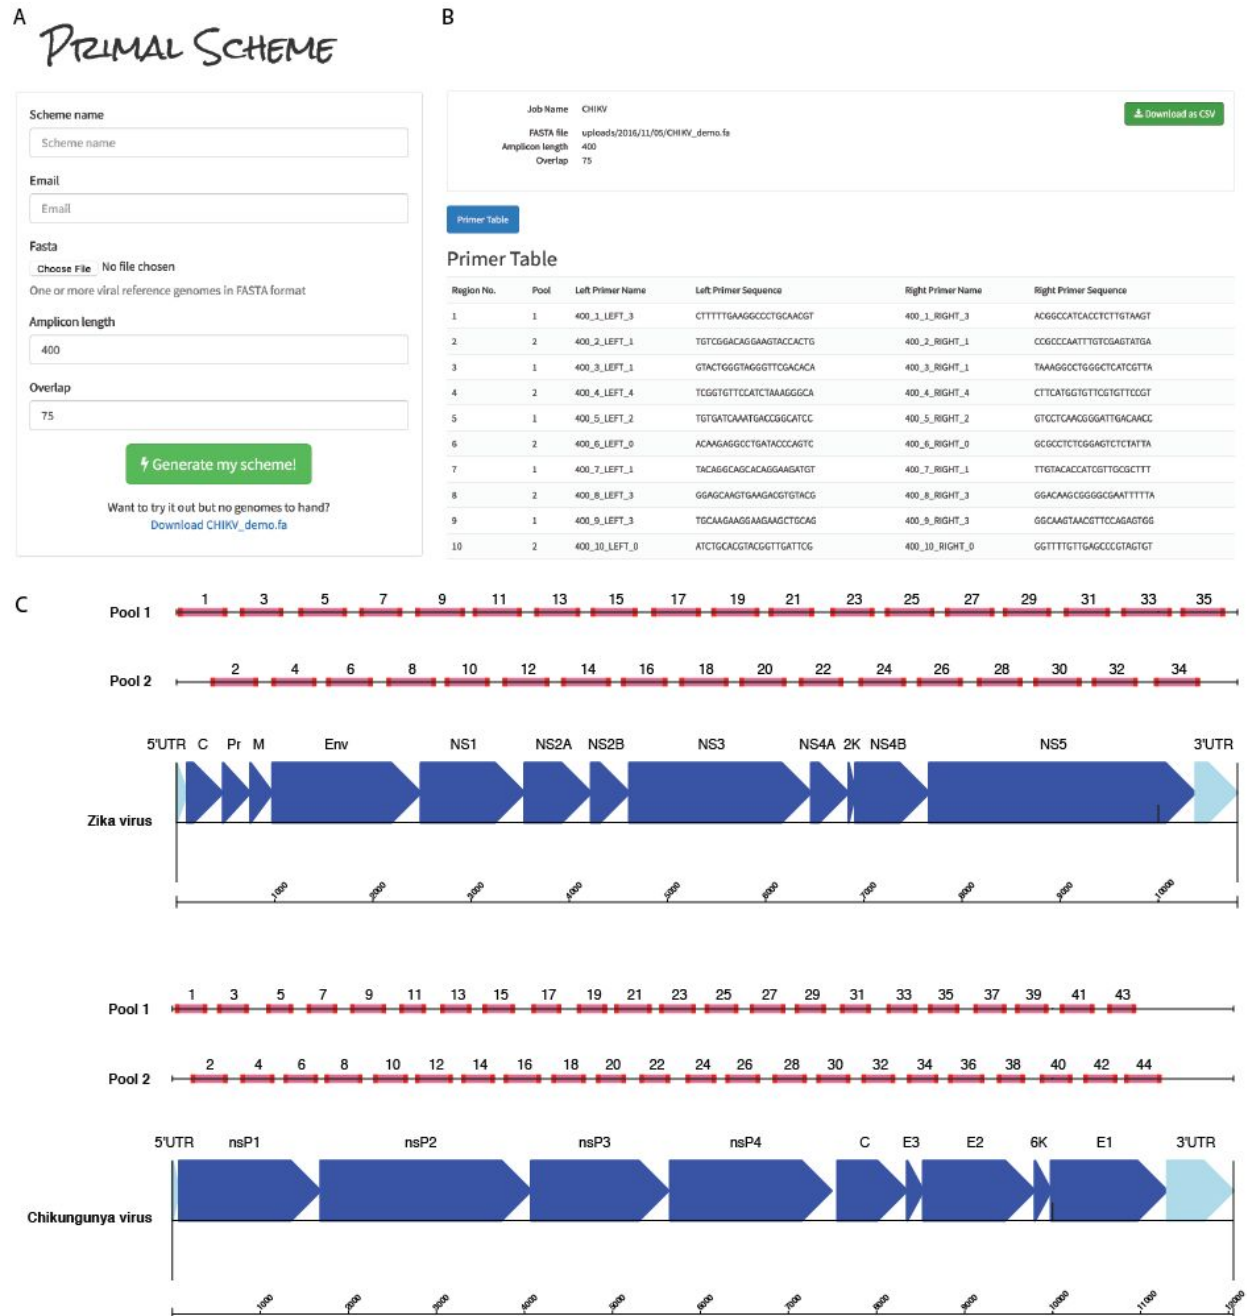 A
PRIMAL SCHEME
Scheme name
Scheme name
Email
Email
Fasta
Choose File No file chosen
One or more viral reference genomes in FASTA format
Amplicon length
400
Overlap
75
Generate my scheme!
Want to try it out but no genomes to hand?
Download CHIKV_demo.fa
B
Job Name CHIKV
Download as CSV
FASTA file uploads/2016/11/05/CHIKV_demo.fa
Amplicon length 400
Overlap 75
Primer Table
Primer Table
Region No. Pool Left Primer Name Left Primer Sequence Right Primer Name Right Primer Sequence
1 1 400_1_LEFT_3 CTTTTTGAAGGCCCTGCAACGT 400_1_RIGHT_3 ACGGCCATCACCTCTTGTAAGT
2 2 400_2_LEFT_1 TGTCGGACAGGAAGTACCACTG 400_2_RIGHT_1 CCGCCCAATTTGTCGAGTATGA
3 1 400_3_LEFT_1 GTACTGGGTAGGGTTCGACACA 400_3_RIGHT_1 TAAAGGCCTGGGCTCATCGTTA
4 2 400_4_LEFT_4 TCGGTGTTCCATCTAAAGGGCA 400_4_RIGHT_4 CTTCATGGTGTTCGTGTTCCGT
5 1 400_5_LEFT_2 TGTGATCAAATGACCGGCATCC 400_5_RIGHT_2 GTCCTCAACGGGATTGACAACC
6 2 400_6_LEFT_0 ACAAGAGGCCTGATACCCAGTC 400_6_RIGHT_0 GCGCCTCTCGGAGTCTCTATTA
7 1 400_7_LEFT_1 TACAGGCAGCACAGGAAGATGT 400_7_RIGHT_1 TTGTACACCATCGTTGCGCTTT
8 2 400_8_LEFT_3 GGAGCAAGTGAAGACGTGTACG 400_8_RIGHT_3 GGACAAGCGGGGCGAATTTTTA
9 1 400_9_LEFT_3 TGCAAGAAGGAAGAAGCTGCAG 400_9_RIGHT_3 GGCAAGTAACGTTCCAGAGTGG
10 2 400_10_LEFT_0 ATCTGCACGTACGGTTGATTCG 400_10_RIGHT_0 GGTTTTGTTGAGCCCGTAGTGT
C
Pool 1 1 3 5 7 9 11 13 15 17 19 21 23 25 27 29 31 33 35
Pool 2 2 4 6 8 10 12 14 16 18 20 22 24 26 28 30 32 34
5'UTR C Pr M Env NS1 NS2A NS2B NS3 NS4A 2K NS4B NS5 3'UTR
Zika virus
1000 2000 3000 4000 5000 6000 7000 8000 9000 10000
Pool 1 1 3 5 7 9 11 13 15 17 19 21 23 25 27 29 31 33 35 37 39 41 43
Pool 2 2 4 6 8 10 12 14 16 18 20 22 24 26 28 30 32 34 36 38 40 42 44
5'UTR nsP1 nsP2 nsP3 nsP4 C E3 E2 6K E1 3'UTR
Chikungunya virus
1000 2000 3000 4000 5000 6000 7000 8000 9000 10000 11000